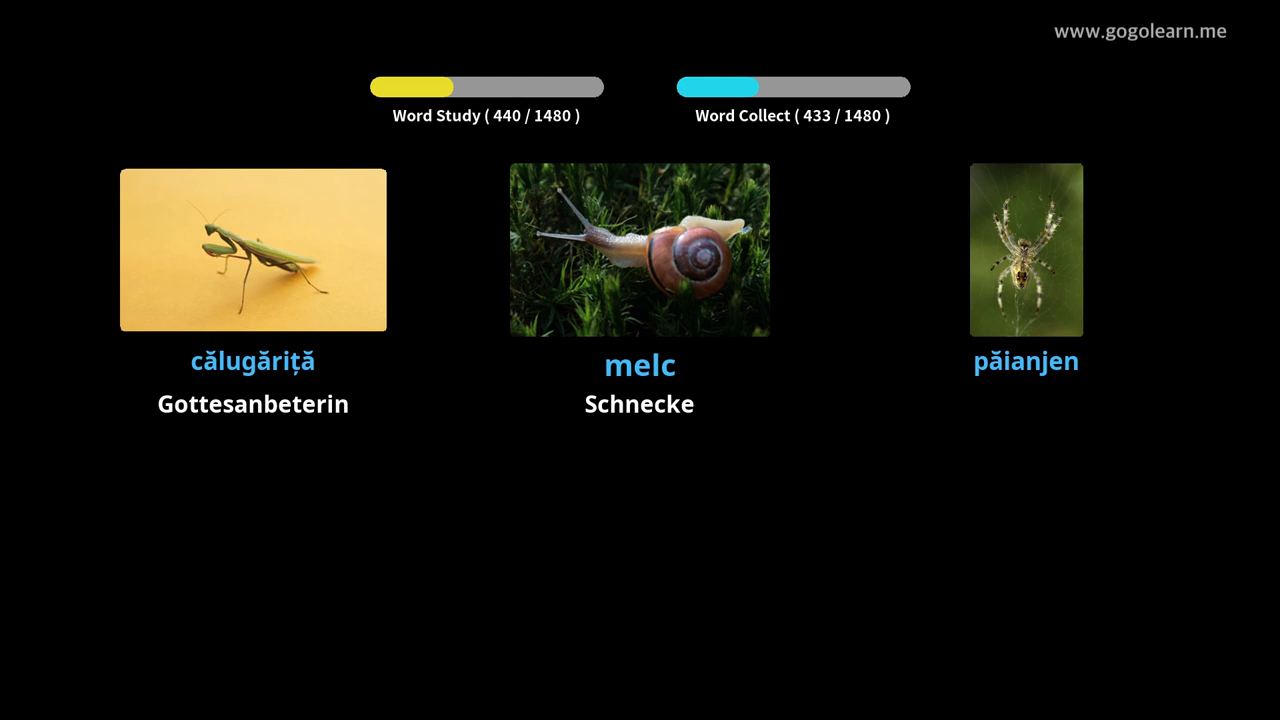 www.gogolearn.me
Word Study ( 440 / 1480 )
Word Collect ( 433 / 1480 )
călugăriță
melc
păianjen
Gottesanbeterin
Schnecke